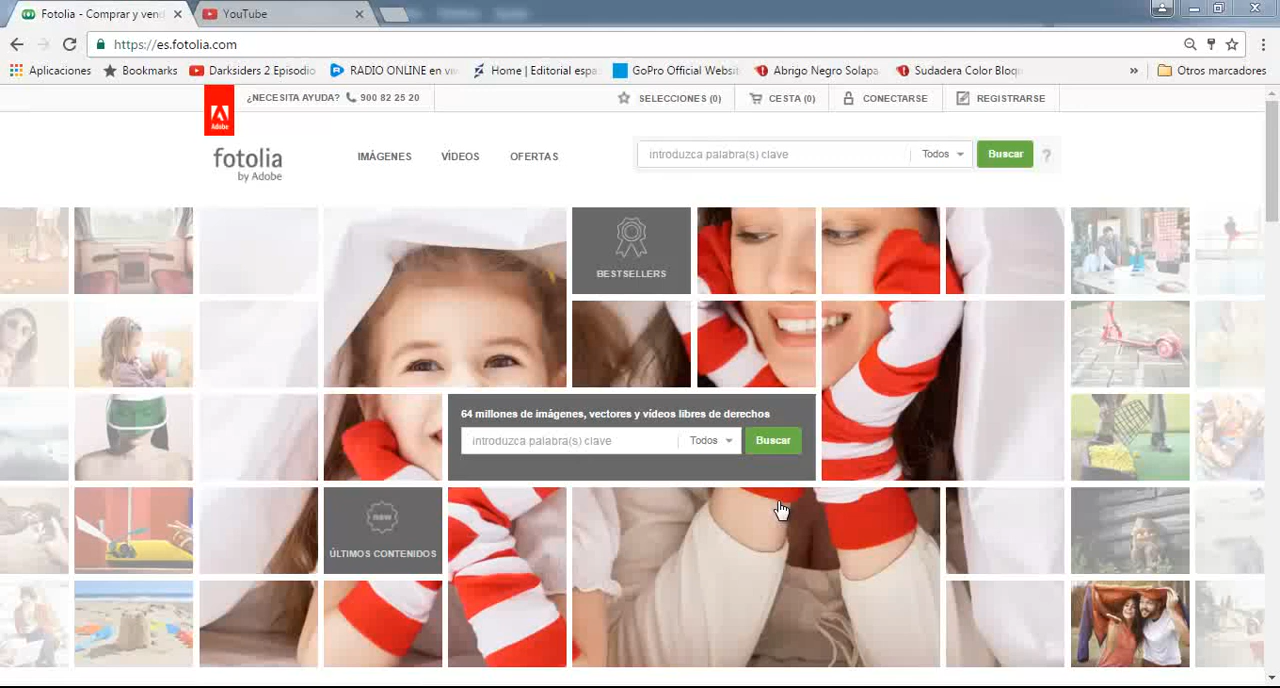 Fotolia - Comprar y vend
YouTube
https://es.fotolia.com
Aplicaciones
Bookmarks
Darksiders 2 Episodio
RADIO ONLINE en viv
Home | Editorial espa
GoPro Official Websit
Abrigo Negro Solapa
Sudadera Color Bloqu
»
Otros marcadores
¿NECESITA AYUDA? 900 82 25 20
SELECCIONES (0)
CESTA (0)
CONECTARSE
REGISTRARSE
Adobe
fotolia
by Adobe
IMÁGENES
VÍDEOS
OFERTAS
introduzca palabra(s) clave
Todos
Buscar
?
BESTSELLERS
64 millones de imágenes, vectores y vídeos libres de derechos
introduzca palabra(s) clave
Todos
Buscar
new
ÚLTIMOS CONTENIDOS